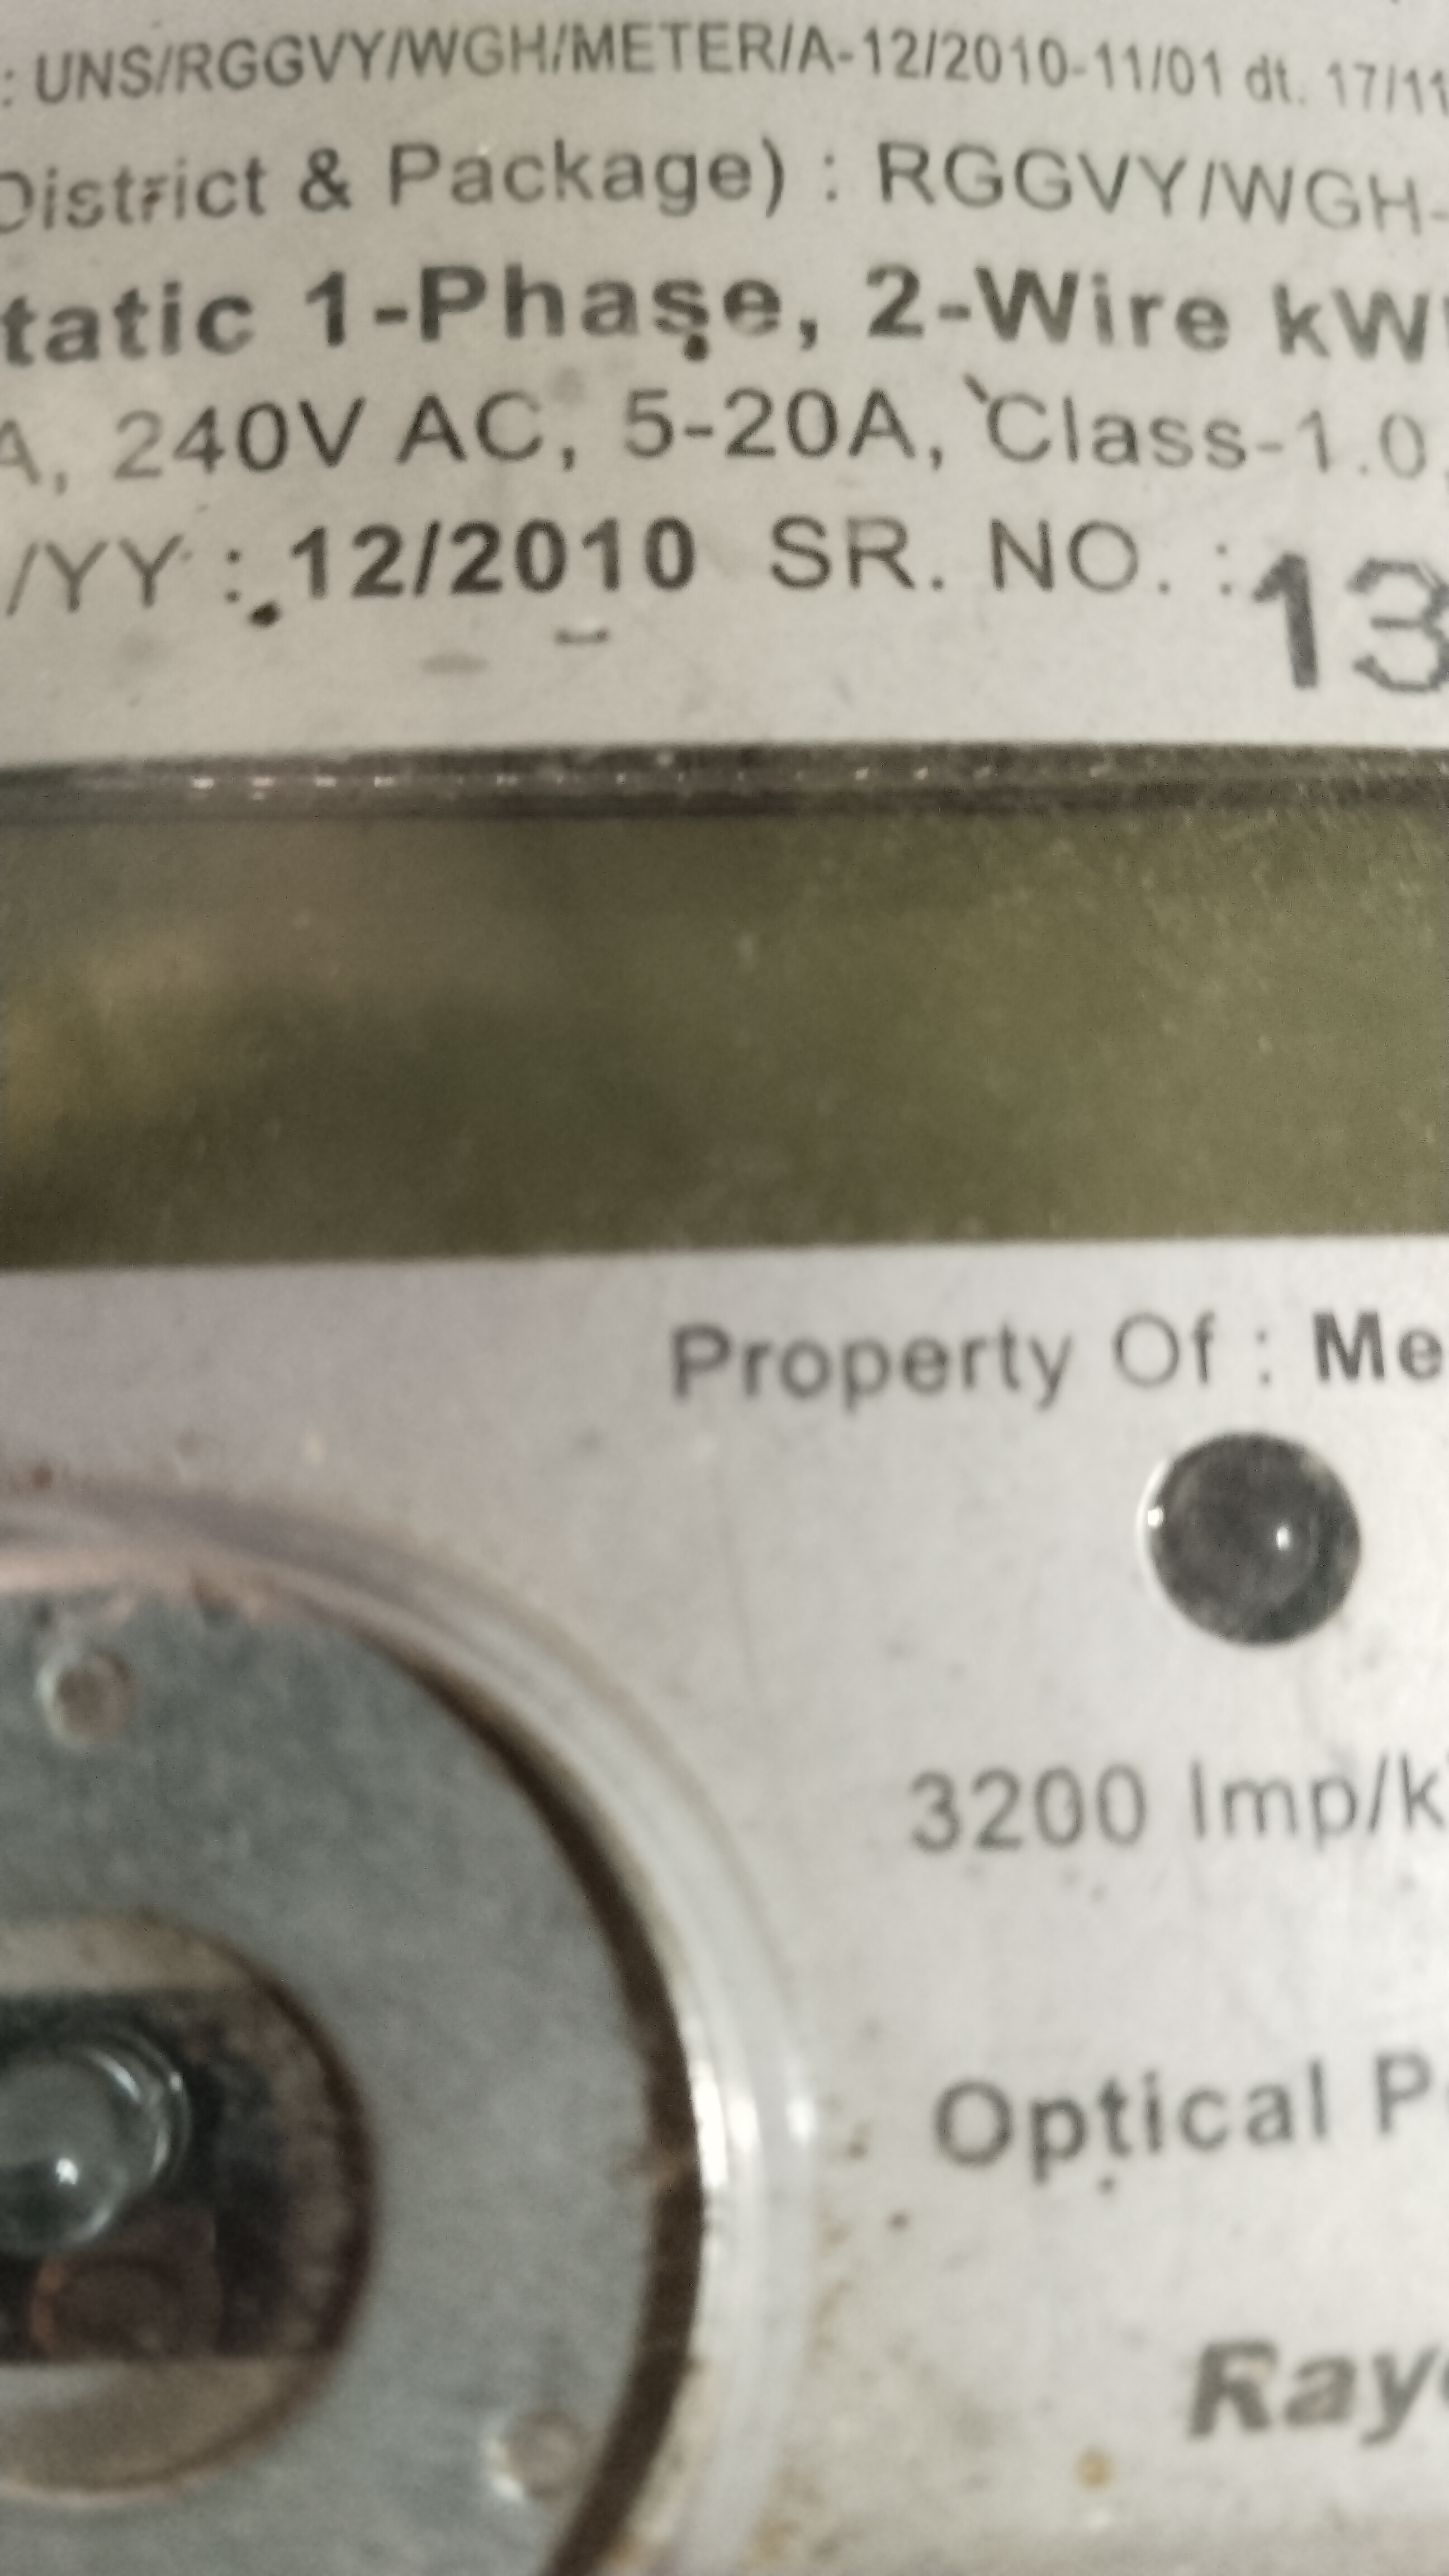 : UNS/RGGVY/WGH/METER/A-12/2010-11/01 dt. 17/11
District & Package) : RGGVY/WGH-
tatic 1-Phase, 2-Wire kW
A, 240V AC, 5-20A, Class-1.0
/YY : 12/2010 SR. NO. : 13
Property Of : Me
3200 Imp/k
Optical P
Ray